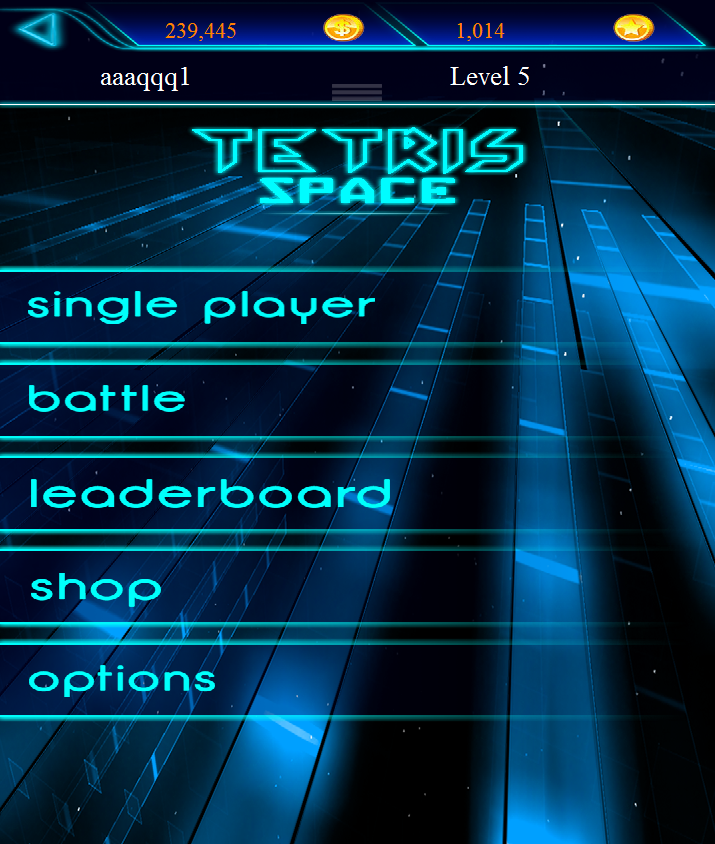 239,445 1,014
aaaqqq1 Level 5
TETRIS
SPACE
single player
battle
leaderboard
shop
options